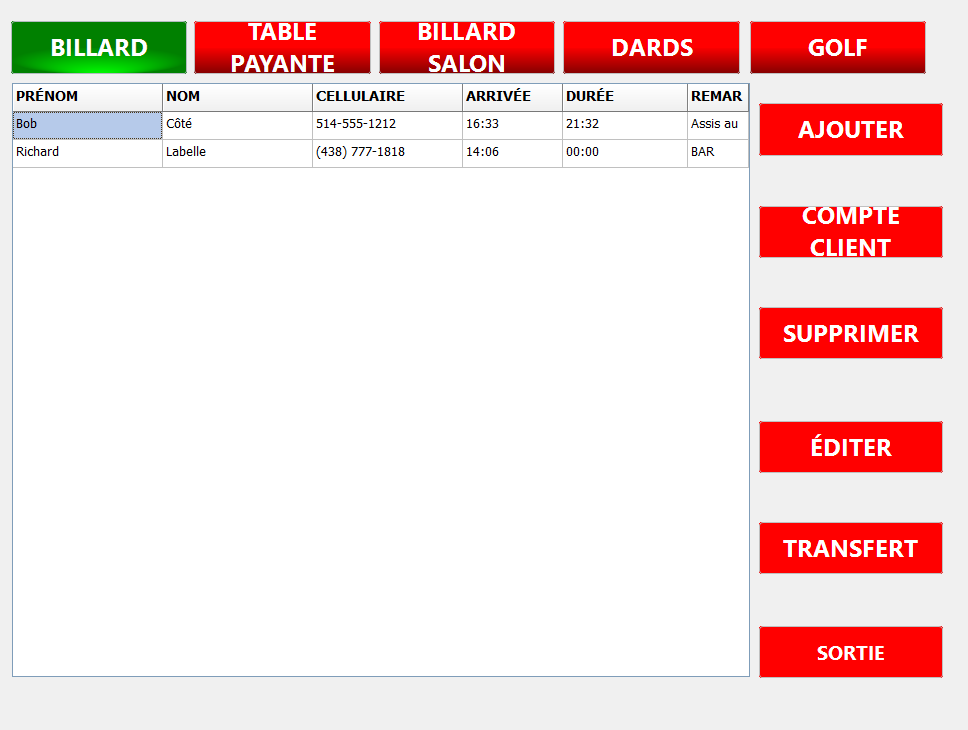 BILLARD
TABLE
PAYANTE
BILLARD
SALON
DARDS
GOLF
PRÉNOM NOM CELLULAIRE ARRIVÉE DURÉE REMAR
Bob Côté 514-555-1212 16:33 21:32 Assis au
Richard Labelle (438) 777-1818 14:06 00:00 BAR
AJOUTER
COMPTE
CLIENT
SUPPRIMER
ÉDITER
TRANSFERT
SORTIE